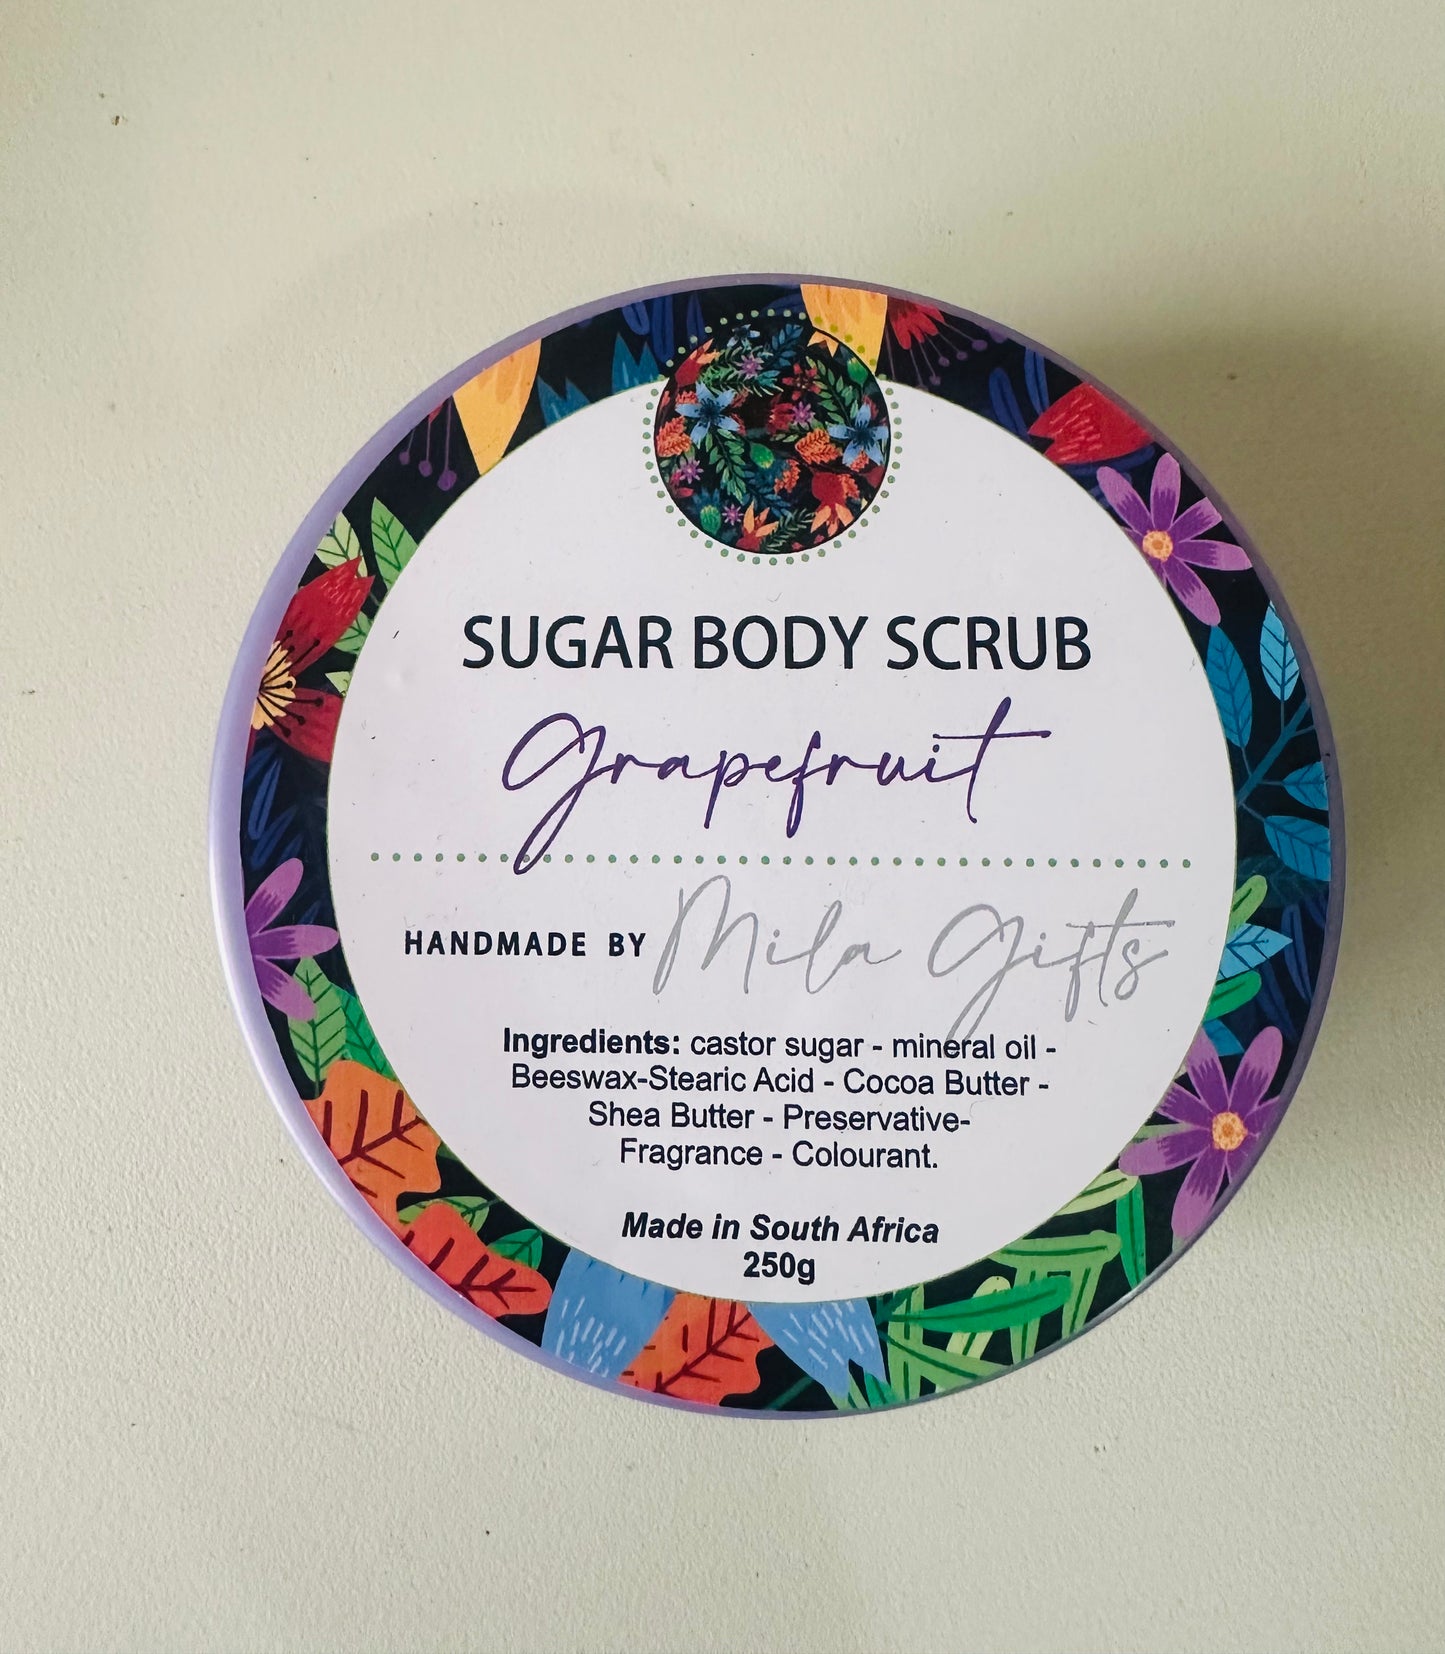 SUGAR BODY SCRUB
Grapefruit
HANDMADE BY Mila Gifts
Ingredients: castor sugar - mineral oil -
Beeswax-Stearic Acid - Cocoa Butter -
Shea Butter - Preservative-
Fragrance - Colourant.
Made in South Africa
250g